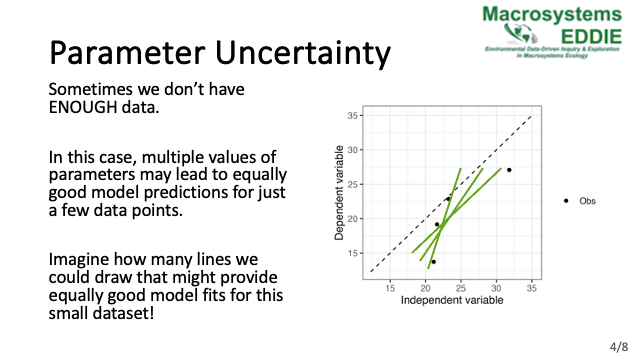 Macrosystems
EDDIE
Environmental Data-Driven Inquiry & Exploration
in Macrosystems Ecology
Parameter Uncertainty
Sometimes we don't have
ENOUGH data.
In this case, multiple values of
parameters may lead to equally
good model predictions for just
a few data points.
Imagine how many lines we
could draw that might provide
equally good model fits for this
small dataset!
Dependent variable
35
30
25
20
15
15 20 25 30 35
Independent variable
Obs
4/8